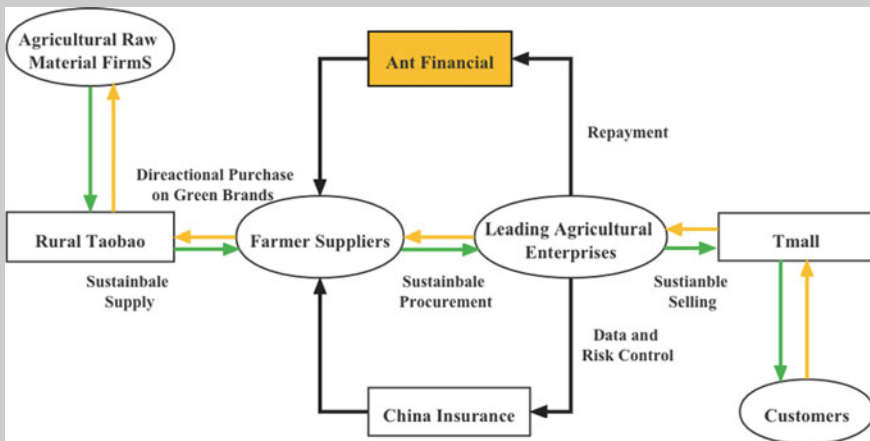 Agricultural Raw
Material FirmS
Ant Financial
Repayment
Direactional Purchase
on Green Brands
Rural Taobao
Farmer Suppliers
Leading Agricultural
Enterprises
Tmall
Sustainbale
Supply
Sustainbale
Procurement
Sustianble
Selling
Data and
Risk Control
China Insurance
Customers